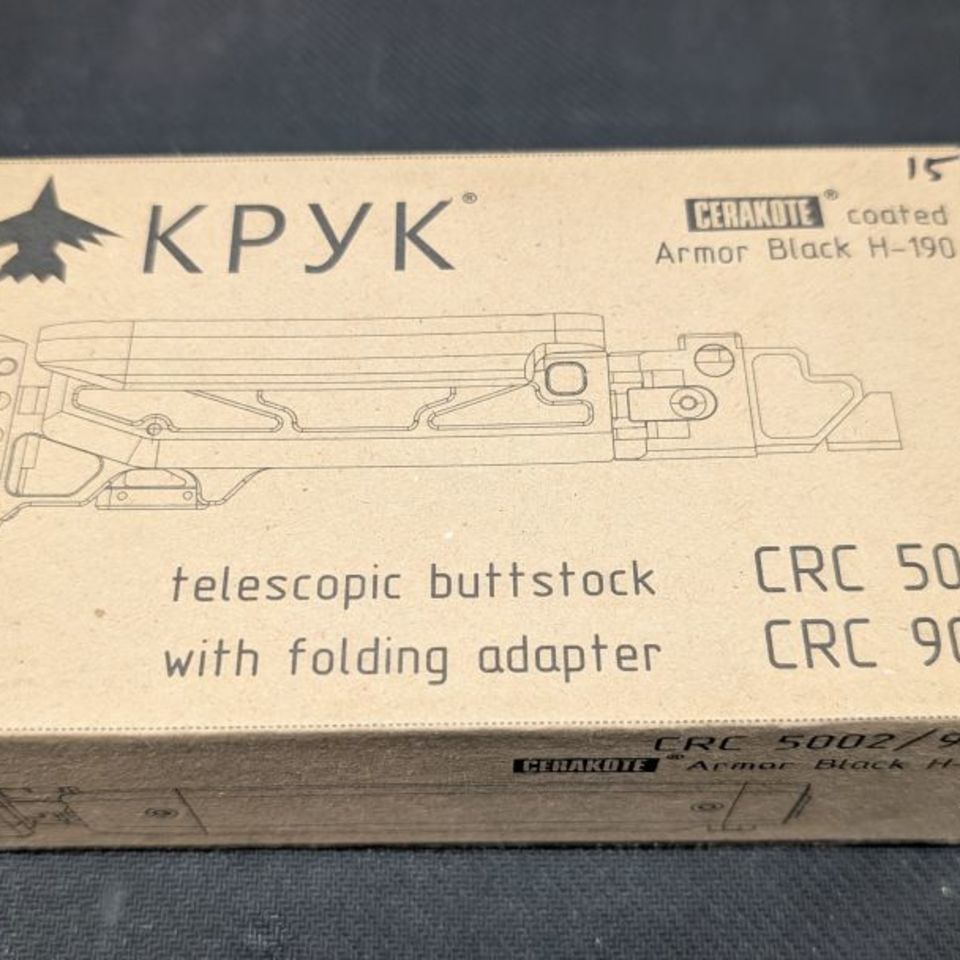 15
КРУК®
CERAKOTE® coated
Armor Black H-190
telescopic buttstock
with folding adapter
CRC 50
CRC 90
CRC 5002/9
CERAKOTE® Armor Black H-